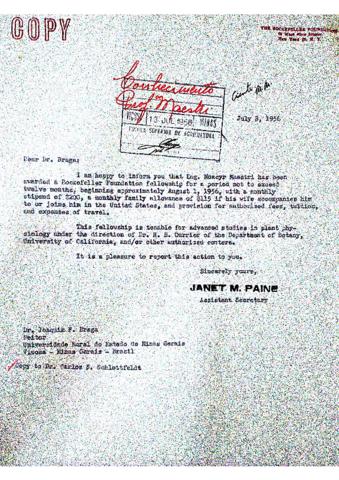 COPY
THE ROCKEFELLER FOUNDATION
New York 20, N. Y.
Conhecimento
Prof. Maestri
13 JUL 1956 MINAS
ESCOLA SUPERIOR DE AGRICULTURA
July 3, 1956
Dear Dr. Braga:
I am happy to inform you that Eng. Moacyr Maestri has been
awarded a Rockefeller Foundation fellowship for a period not to exceed
twelve months, beginning approximately August 1, 1956, with a monthly
stipend of $200, a monthly family allowance of $115 if his wife accompanies him
to or joins him in the United States, and provision for authorized fees, tuition,
and expenses of travel.
This fellowship is tenable for advanced studies in plant phy-
siology under the direction of Dr. H. B. Currier of the Department of Botany,
University of California, and/or other authorized centers.
It is a pleasure to report this action to you.
Sincerely yours,
JANET M. PAINE
Assistant Secretary
Dr. Joaquim F. Braga
Reitor
Universidade Rural do Estado de Minas Gerais
Viçosa - Minas Gerais - Brazil
Copy to Dr. Carlos S. Schlottfeldt